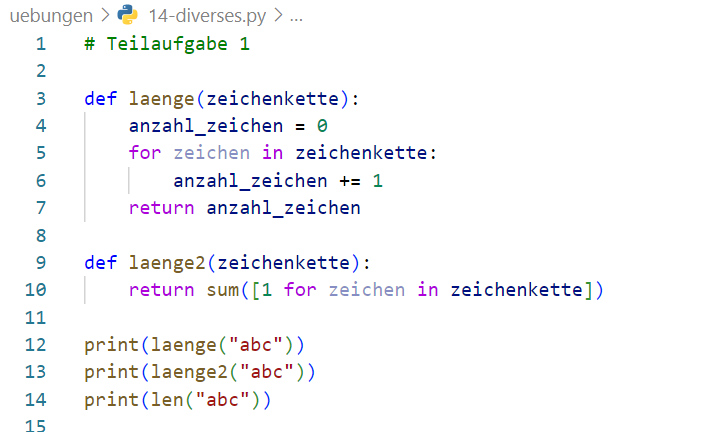 uebungen > 14-diverses.py > ...
1 # Teilaufgabe 1
2
3 def laenge(zeichenkette):
4     anzahl_zeichen = 0
5     for zeichen in zeichenkette:
6         anzahl_zeichen += 1
7     return anzahl_zeichen
8
9 def laenge2(zeichenkette):
10     return sum([1 for zeichen in zeichenkette])
11
12 print(laenge("abc"))
13 print(laenge2("abc"))
14 print(len("abc"))
15